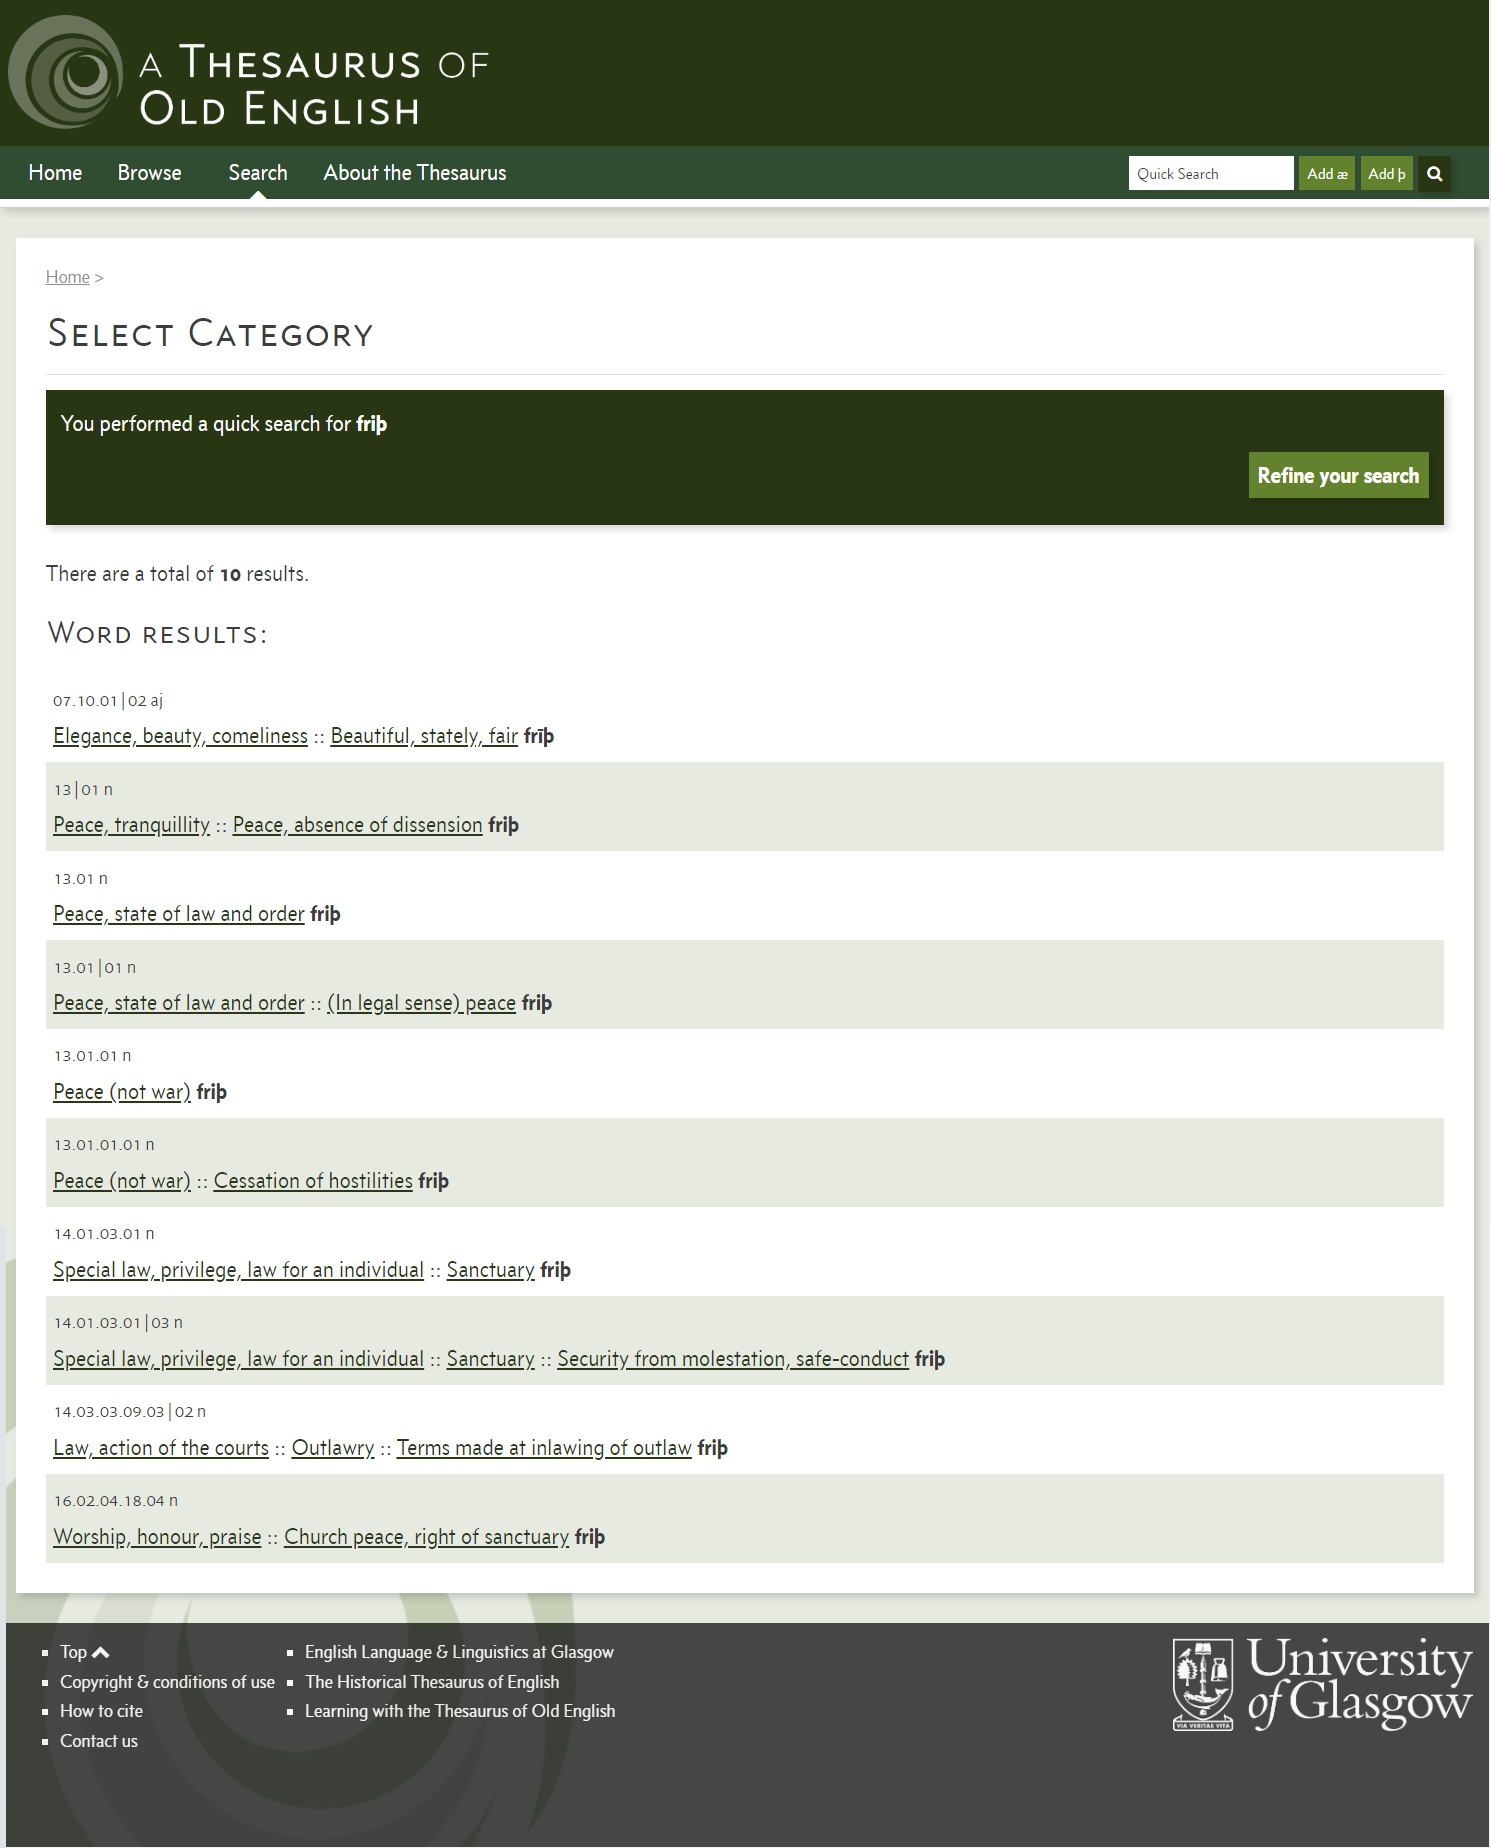 A THESAURUS OF
OLD ENGLISH
Home Browse Search About the Thesaurus Quick Search Add æ Add þ
Home >
SELECT CATEGORY
You performed a quick search for friþ
Refine your search
There are a total of 10 results.
WORD RESULTS:
07.10.01|02 aj
Elegance, beauty, comeliness :: Beautiful, stately, fair frīþ
13|01 n
Peace, tranquillity :: Peace, absence of dissension friþ
13.01 n
Peace, state of law and order friþ
13.01|01 n
Peace, state of law and order :: (In legal sense) peace friþ
13.01.01 n
Peace (not war) friþ
13.01.01.01 n
Peace (not war) :: Cessation of hostilities friþ
14.01.03.01 n
Special law, privilege, law for an individual :: Sanctuary friþ
14.01.03.01|03 n
Special law, privilege, law for an individual :: Sanctuary :: Security from molestation, safe-conduct friþ
14.03.03.09.03|02 n
Law, action of the courts :: Outlawry :: Terms made at inlawing of outlaw friþ
16.02.04.18.04 n
Worship, honour, praise :: Church peace, right of sanctuary friþ
Top
Copyright & conditions of use
How to cite
Contact us
English Language & Linguistics at Glasgow
The Historical Thesaurus of English
Learning with the Thesaurus of Old English
University
of Glasgow
VIA VERITAS VITA